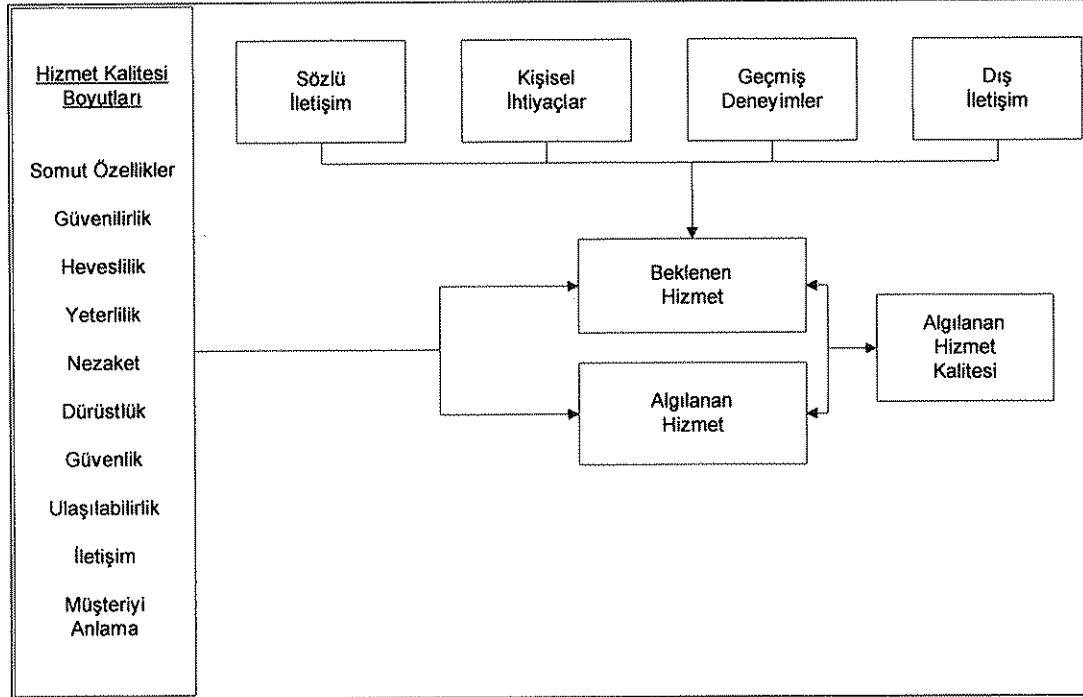 Hizmet Kalitesi
Boyutları
Somut Özellikler
Güvenilirlik
Heveslilik
Yeterlilik
Nezaket
Dürüstlük
Güvenlik
Ulaşılabilirlik
İletişim
Müşteriyi
Anlama
Sözlü
İletişim
Kişisel
İhtiyaçlar
Geçmiş
Deneyimler
Dış
İletişim
Beklenen
Hizmet
Algılanan
Hizmet
Algılanan
Hizmet
Kalitesi